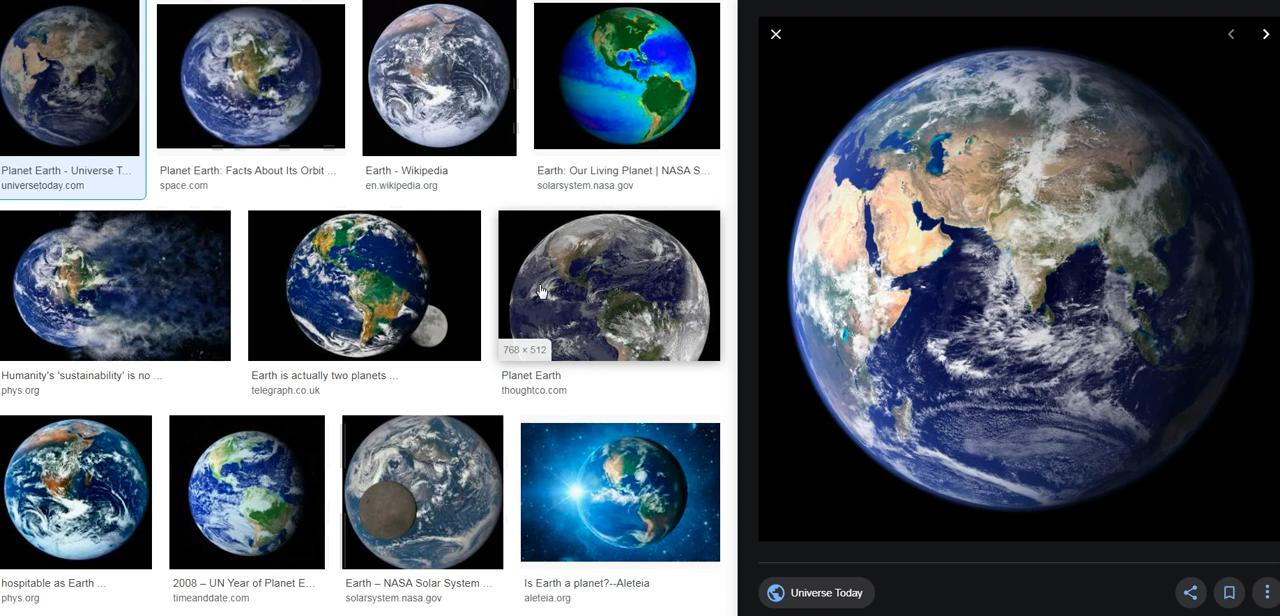 Planet Earth - Universe T...
universetoday.com
Planet Earth: Facts About Its Orbit ...
space.com
Earth - Wikipedia
en.wikipedia.org
Earth: Our Living Planet | NASA S...
solarsystem.nasa.gov
Humanity's 'sustainability' is no ...
phys.org
Earth is actually two planets ...
telegraph.co.uk
768 × 512
Planet Earth
thoughtco.com
hospitable as Earth ...
phys.org
2008 – UN Year of Planet E...
timeanddate.com
Earth – NASA Solar System ...
solarsystem.nasa.gov
Is Earth a planet?--Aleteia
aleteia.org
Universe Today